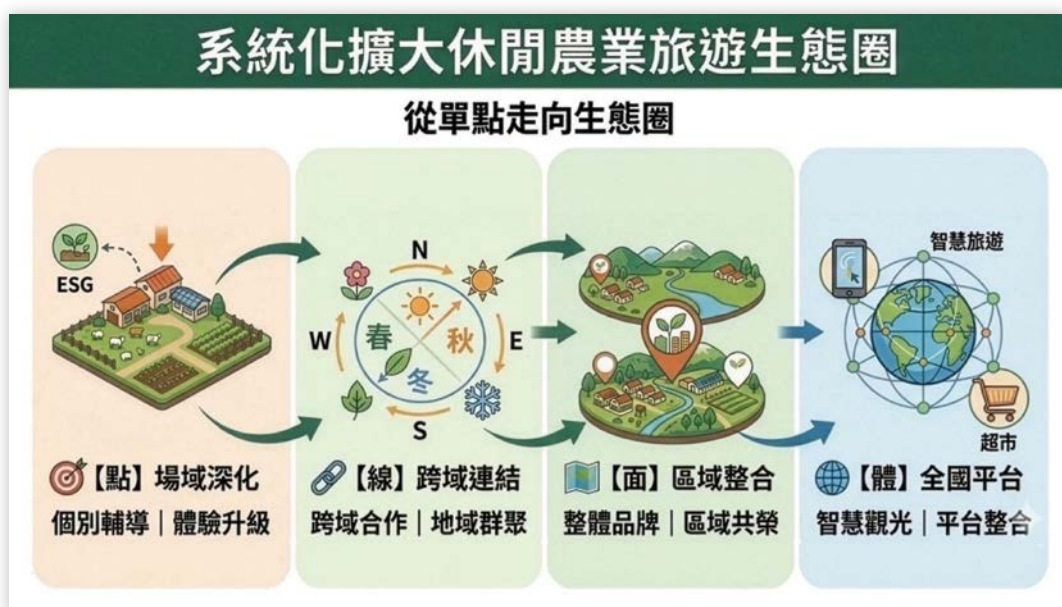 系統化擴大休閒農業旅遊生態圈
從單點走向生態圈
ESG
N
W
E
S
春
秋
冬
智慧旅遊
超市
【點】場域深化
個別輔導｜體驗升級
【線】跨域連結
跨域合作｜地域群聚
【面】區域整合
整體品牌｜區域共榮
【體】全國平台
智慧觀光｜平台整合